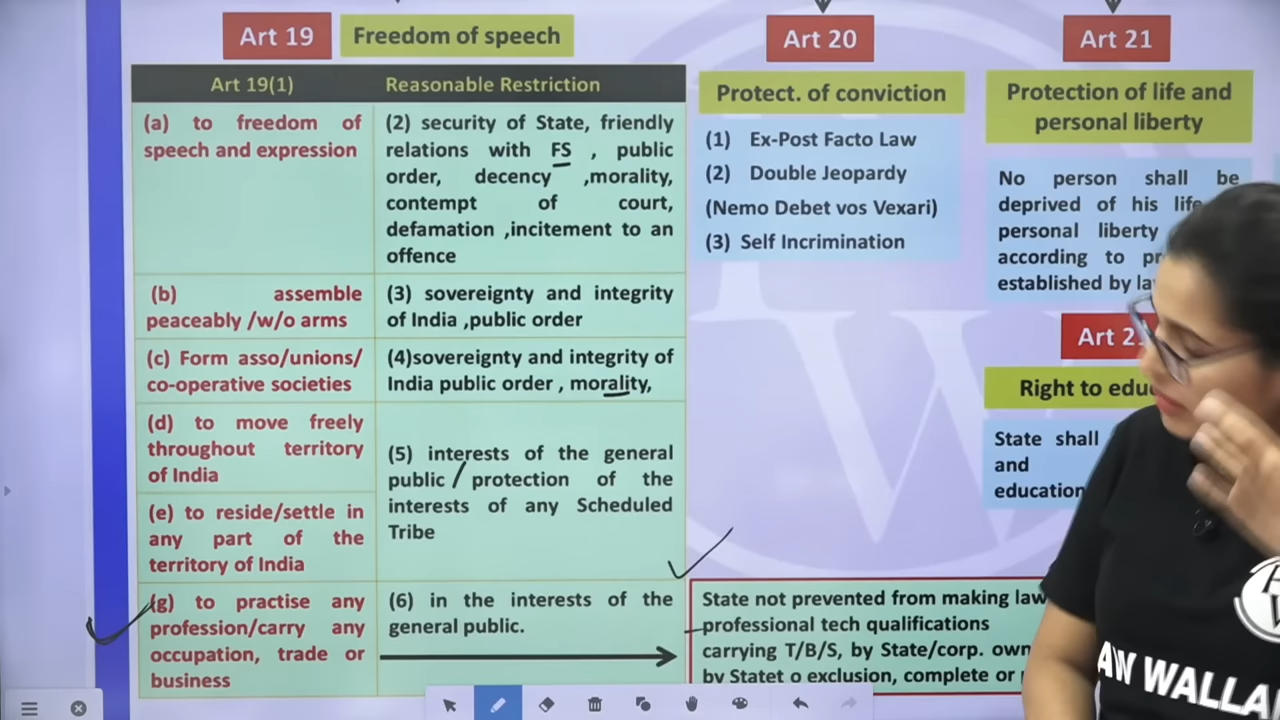 Art 19
Freedom of speech
Art 19(1)
Reasonable Restriction
(a) to freedom of
speech and expression
(2) security of State, friendly
relations with FS , public
order, decency ,morality,
contempt of court,
defamation ,incitement to an
offence
(b) assemble
peaceably /w/o arms
(3) sovereignty and integrity
of India ,public order
(c) Form asso/unions/
co-operative societies
(4)sovereignty and integrity of
India public order , morality,
(d) to move freely
throughout territory
of India
(e) to reside/settle in
any part of the
territory of India
(5) interests of the general
public / protection of the
interests of any Scheduled
Tribe
(g) to practise any
profession/carry any
occupation, trade or
business
(6) in the interests of the
general public.
State not prevented from making law
professional tech qualifications
carrying T/B/S, by State/corp. own
by Statet o exclusion, complete or
Art 20
Protect. of conviction
(1) Ex-Post Facto Law
(2) Double Jeopardy
(Nemo Debet vos Vexari)
(3) Self Incrimination
Art 21
Protection of life and
personal liberty
No person shall be
deprived of his life
personal liberty
according to
established by
Art
Right to
State shall
and
education
WALLA